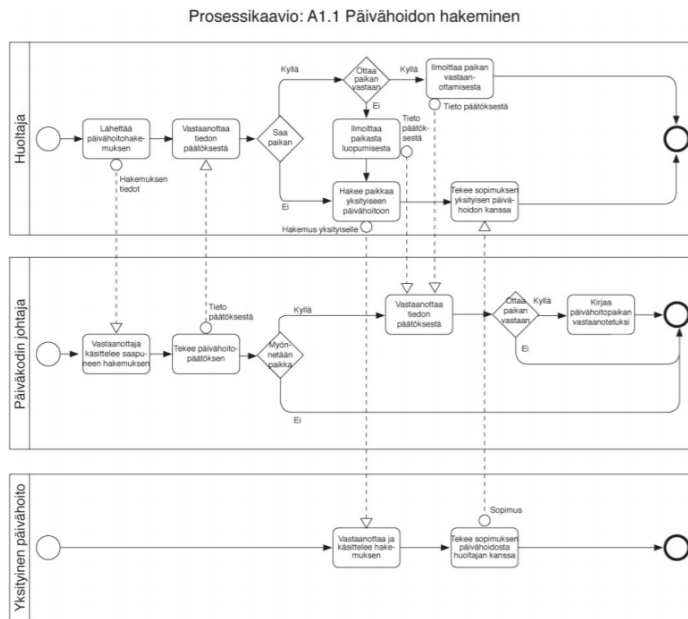 Prosessikaavio: A1.1 Päivähoidon hakeminen
Huoltaja
Lähettää
päivähoitohake-
muksen
Hakemuksen
tiedot
Vastaanottaa
tiedon
päätöksestä
Saa
paikan
Kyllä
Ei
Ottaa
paikan
vastaan
Kyllä
Ei
Ilmoittaa paikan
vastaan-
ottamisesta
Tieto päätöksestä
Ilmoittaa
paikasta
luopumisesta
Tieto
päätök-
sestä
Hakee paikkaa
yksityiseen
päivähoitoon
Hakemus yksityiselle
Tekee sopimuksen
yksityisen päivä-
hoidon kanssa
Päiväkodin johtaja
Vastaanottaja
käsittelee saapu-
neen hakemuksen
Tieto
päätöksestä
Tekee päivähoito-
päätöksen
Myön-
netään
paikka
Kyllä
Ei
Vastaanottaa
tiedon
päätöksestä
Ottaa
paikan
vastaan
Kyllä
Ei
Kirjaa
päivähoitopaikan
vastaanotetuksi
Yksityinen päivähoito
Vastaanottaa ja
käsittelee hake-
muksen
Sopimus
Tekee sopimuksen
päivähoidosta
huoltajan kanssa